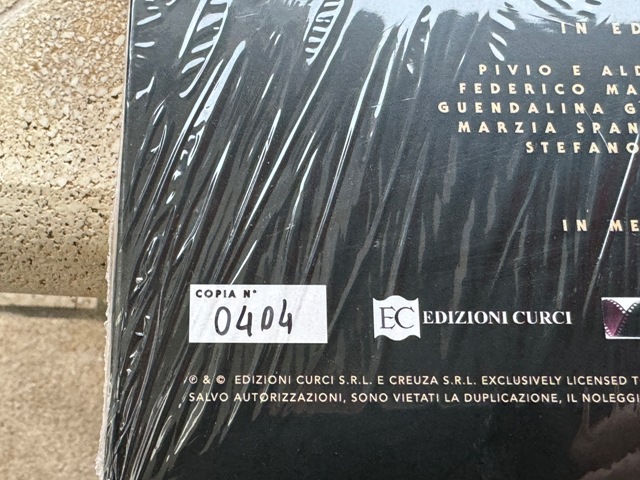 IN ED
PIVIO E ALD
FEDERICO MA
GUENDALINA G
MARZIA SPAN
STEFANO
IN ME
COPIA N°
0404
EC EDIZIONI CURCI
℗ & © EDIZIONI CURCI S.R.L. E CREUZA S.R.L. EXCLUSIVELY LICENSED T
SALVO AUTORIZZAZIONI, SONO VIETATI LA DUPLICAZIONE, IL NOLEGGI